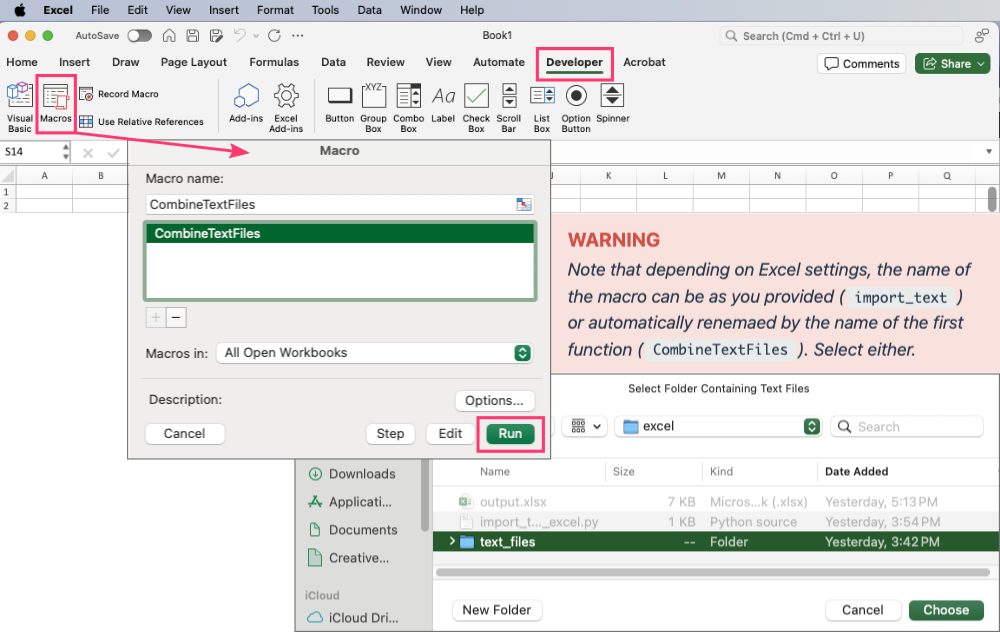 Excel File Edit View Insert Format Tools Data Window Help
AutoSave Book1 Search (Cmd + Ctrl + U)
Home Insert Draw Page Layout Formulas Data Review View Automate Developer Acrobat Comments Share
Visual Basic
Macros
Record Macro
Use Relative References
Add-ins
Excel Add-ins
Button
XYZ
Group Box
Combo Box
Aa
Label
Check Box
Scroll Bar
List Box
Option Button
Spinner
S14
A B J K L M N O P Q
1
2
Macro
Macro name:
CombineTextFiles
CombineTextFiles
+ −
Macros in: All Open Workbooks
Description:
Options...
Cancel Step Edit Run
WARNING
Note that depending on Excel settings, the name of
the macro can be as you provided ( import_text )
or automatically renemaed by the name of the first
function ( CombineTextFiles ). Select either.
Select Folder Containing Text Files
excel Search
Downloads
Applicati...
Documents
Creative...
iCloud
iCloud Dri...
Name Size Kind Date Added
output.xlsx 7 KB Micros...k (.xlsx) Yesterday, 5:13 PM
import_t..._excel.py 1 KB Python source Yesterday, 3:54 PM
text_files -- Folder Yesterday, 3:42 PM
New Folder Cancel Choose